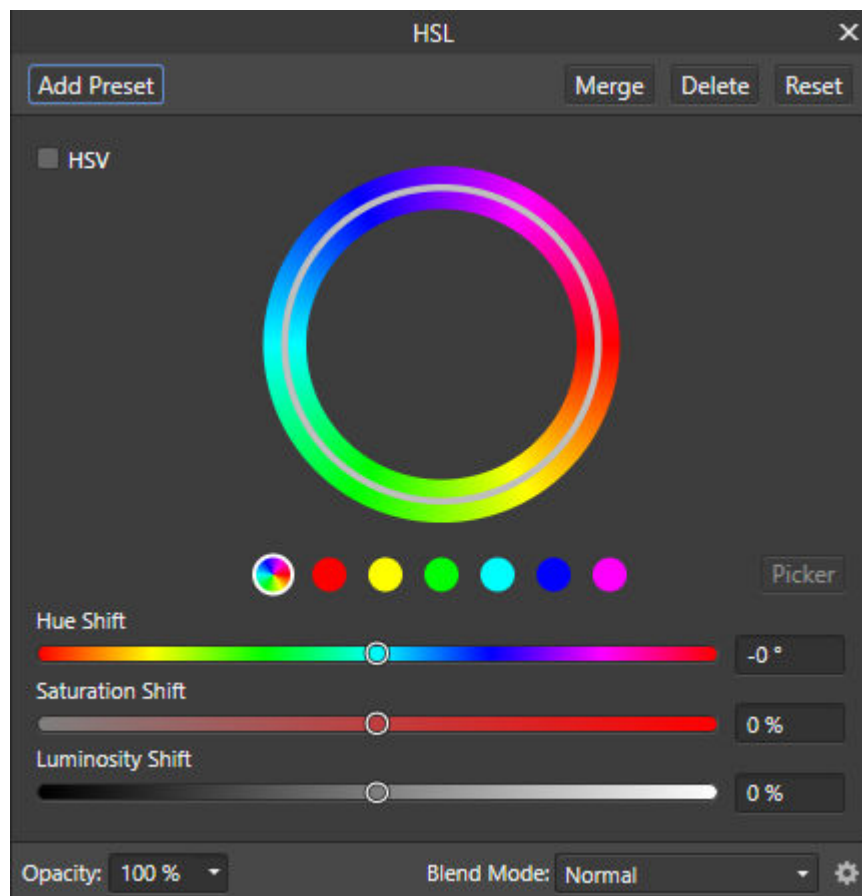 HSL
Add Preset Merge Delete Reset
HSV
Picker
Hue Shift
-0 °
Saturation Shift
0 %
Luminosity Shift
0 %
Opacity: 100 % Blend Mode: Normal